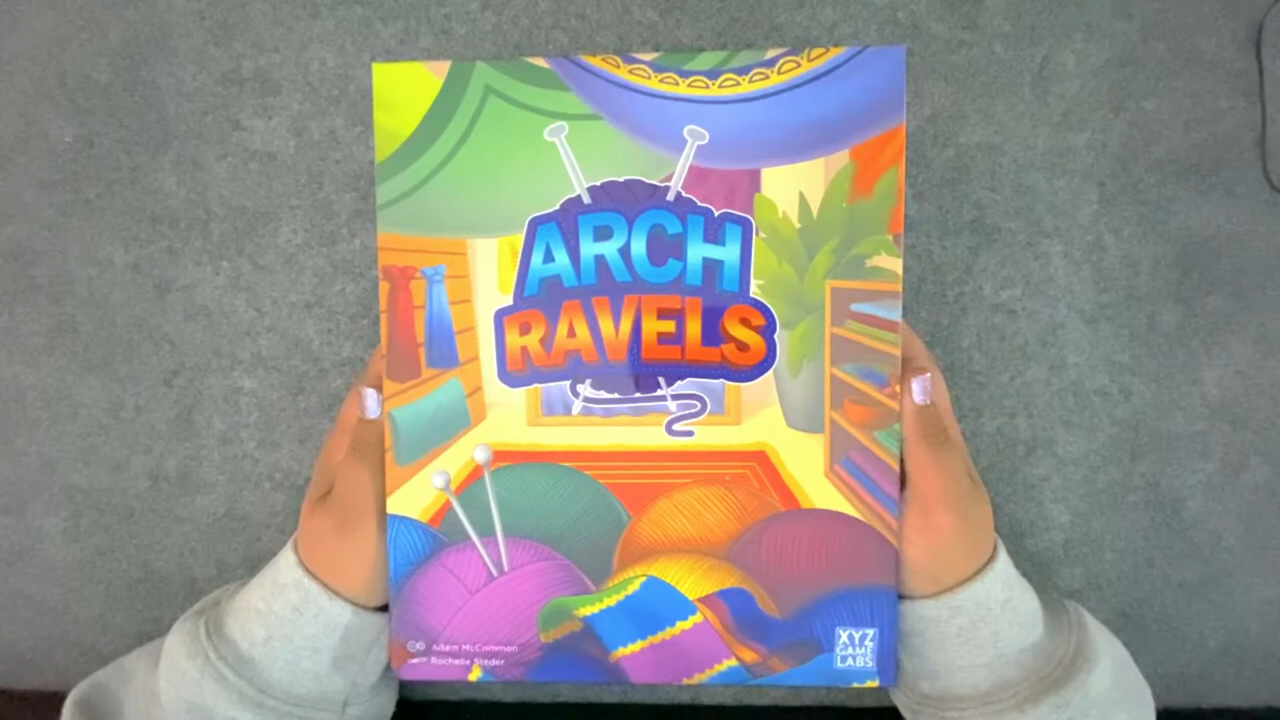 ARCH
RAVELS
Adam McCrimmon
Rochelle Steder
XYZ
GAME
LABS